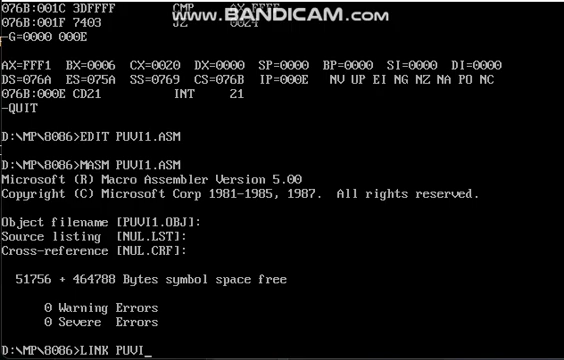 076B:001C 3DFFFF CMP AX,FFFF
WWW.BANDICAM.COM
076B:001F 7403 JZ 0024
-G=0000 000E
AX=FFF1 BX=0006 CX=0020 DX=0000 SP=0000 BP=0000 SI=0000 DI=0000
DS=076A ES=075A SS=0769 CS=076B IP=000E NV UP EI NG NZ NA PO NC
076B:000E CD21 INT 21
-QUIT
D:\MP\8086>EDIT PUVI1.ASM
D:\MP\8086>MASM PUVI1.ASM
Microsoft (R) Macro Assembler Version 5.00
Copyright (C) Microsoft Corp 1981-1985, 1987. All rights reserved.
Object filename [PUVI1.OBJ]:
Source listing [NUL.LST]:
Cross-reference [NUL.CRF]:
51756 + 464788 Bytes symbol space free
0 Warning Errors
0 Severe Errors
D:\MP\8086>LINK PUVI_